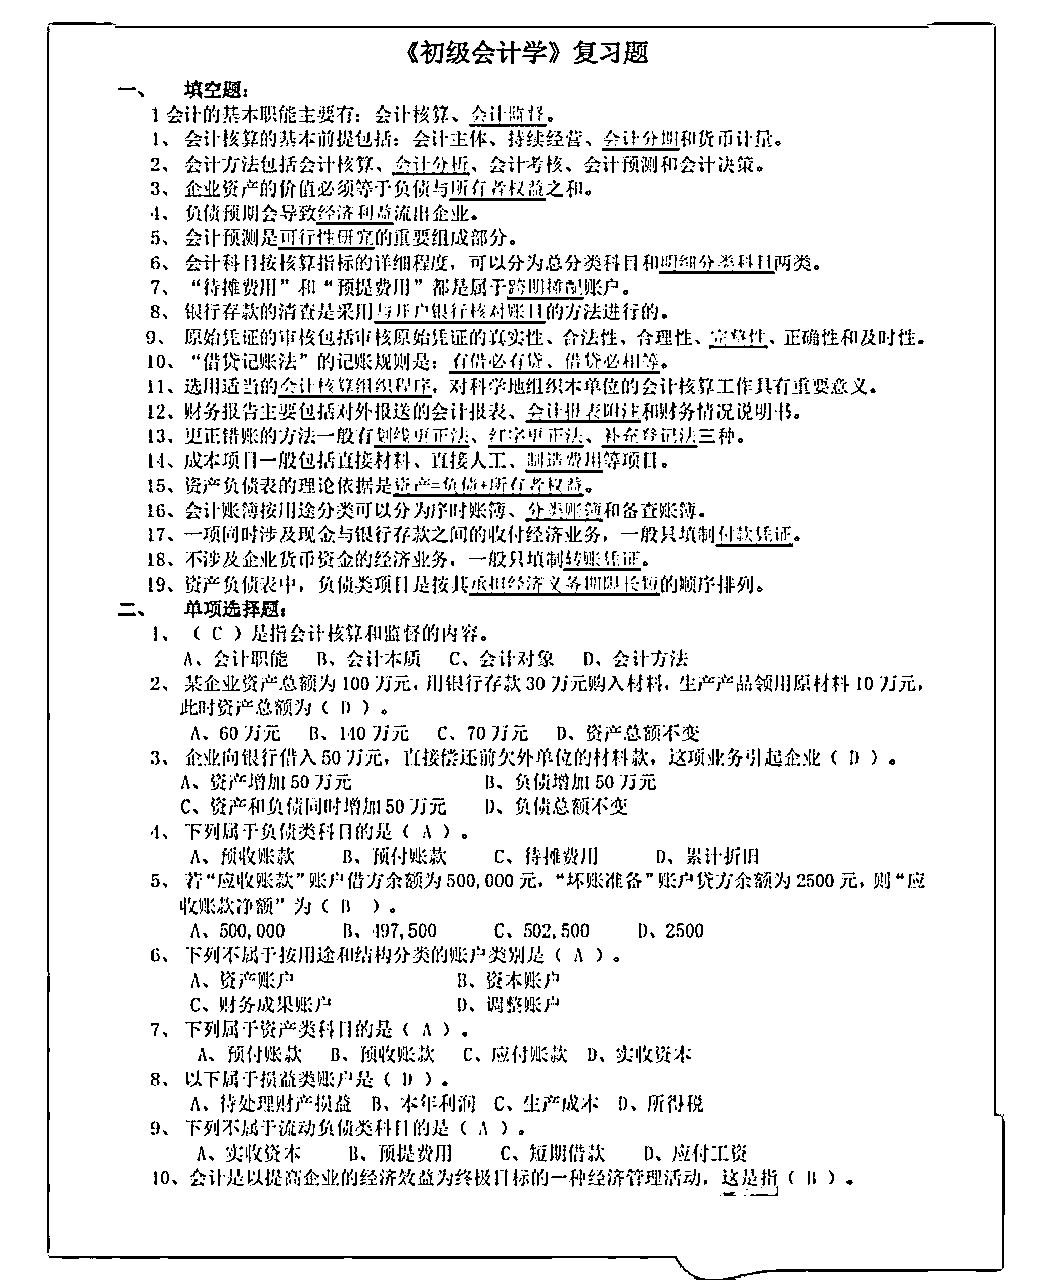 《初级会计学》复习题
一、 填空题：
1 会计的基本职能主要有：会计核算、会计监督。
1、 会计核算的基本前提包括：会计主体、持续经营、会计分期和货币计量。
2、 会计方法包括会计核算、会计分析、会计考核、会计预测和会计决策。
3、 企业资产的价值必须等于负债与所有者权益之和。
4、 负债预期会导致经济利益流出企业。
5、 会计预测是可行性研究的重要组成部分。
6、 会计科目按核算指标的详细程度，可以分为总分类科目和明细分类科目两类。
7、 “待摊费用”和“预提费用”都是属于跨期摊配账户。
8、 银行存款的清查是采用与开户银行核对账目的方法进行的。
9、 原始凭证的审核包括审核原始凭证的真实性、合法性、合理性、完整性、正确性和及时性。
10、“借贷记账法”的记账规则是：有借必有贷、借贷必相等。
11、选用适当的会计核算组织程序，对科学地组织本单位的会计核算工作具有重要意义。
12、财务报告主要包括对外报送的会计报表、会计报表附注和财务情况说明书。
13、更正错账的方法一般有划线更正法、红字更正法、补充登记法三种。
14、成本项目一般包括直接材料、直接人工、制造费用等项目。
15、资产负债表的理论依据是资产=负债+所有者权益。
16、会计账簿按用途分类可以分为序时账簿、分类账簿和备查账簿。
17、一项同时涉及现金与银行存款之间的收付经济业务，一般只填制付款凭证。
18、不涉及企业货币资金的经济业务，一般只填制转账凭证。
19、资产负债表中，负债类项目是按其承担经济义务期限长短的顺序排列。
二、 单项选择题：
1、（ C ）是指会计核算和监督的内容。
A、会计职能 B、会计本质 C、会计对象 D、会计方法
2、 某企业资产总额为 100 万元，用银行存款 30 万元购入材料，生产产品领用原材料 10 万元，
此时资产总额为（ D ）。
A、60 万元 B、140 万元 C、70 万元 D、资产总额不变
3、 企业向银行借入 50 万元，直接偿还前欠外单位的材料款，这项业务引起企业（ D ）。
A、资产增加 50 万元 B、负债增加 50 万元
C、资产和负债同时增加 50 万元 D、负债总额不变
4、 下列属于负债类科目的是（ A ）。
A、预收账款 B、预付账款 C、待摊费用 D、累计折旧
5、 若“应收账款”账户借方余额为 500,000 元，“坏账准备”账户贷方余额为 2500 元，则“应
收账款净额”为（ B ）。
A、500,000 B、497,500 C、502,500 D、2500
6、 下列不属于按用途和结构分类的账户类别是（ A ）。
A、资产账户 B、资本账户
C、财务成果账户 D、调整账户
7、 下列属于资产类科目的是（ A ）。
A、预付账款 B、预收账款 C、应付账款 D、实收资本
8、 以下属于损益类账户是（ D ）。
A、待处理财产损益 B、本年利润 C、生产成本 D、所得税
9、 下列不属于流动负债类科目的是（ A ）。
A、实收资本 B、预提费用 C、短期借款 D、应付工资
10、会计是以提高企业的经济效益为终极目标的一种经济管理活动，这是指（ B ）。